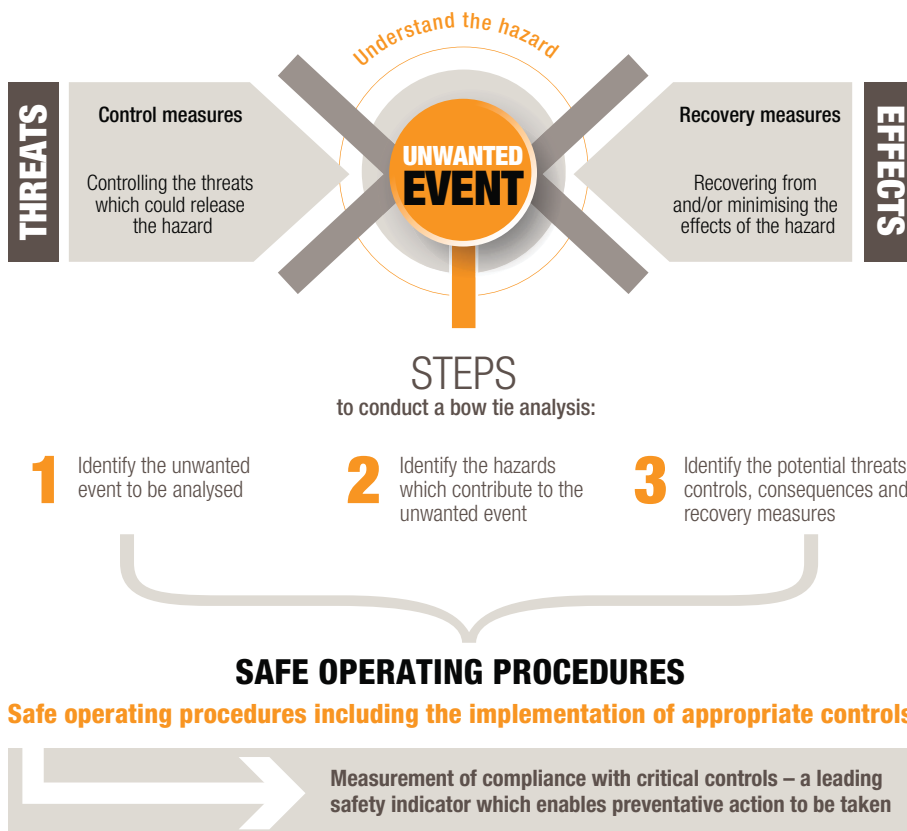 Understand the hazard
THREATS
Control measures
Controlling the threats
which could release
the hazard
UNWANTED
EVENT
Recovery measures
Recovering from
and/or minimising the
effects of the hazard
EFFECTS
STEPS
to conduct a bow tie analysis:
1
Identify the unwanted
event to be analysed
2
Identify the hazards
which contribute to the
unwanted event
3
Identify the potential threats
controls, consequences and
recovery measures
SAFE OPERATING PROCEDURES
Safe operating procedures including the implementation of appropriate controls
Measurement of compliance with critical controls – a leading
safety indicator which enables preventative action to be taken